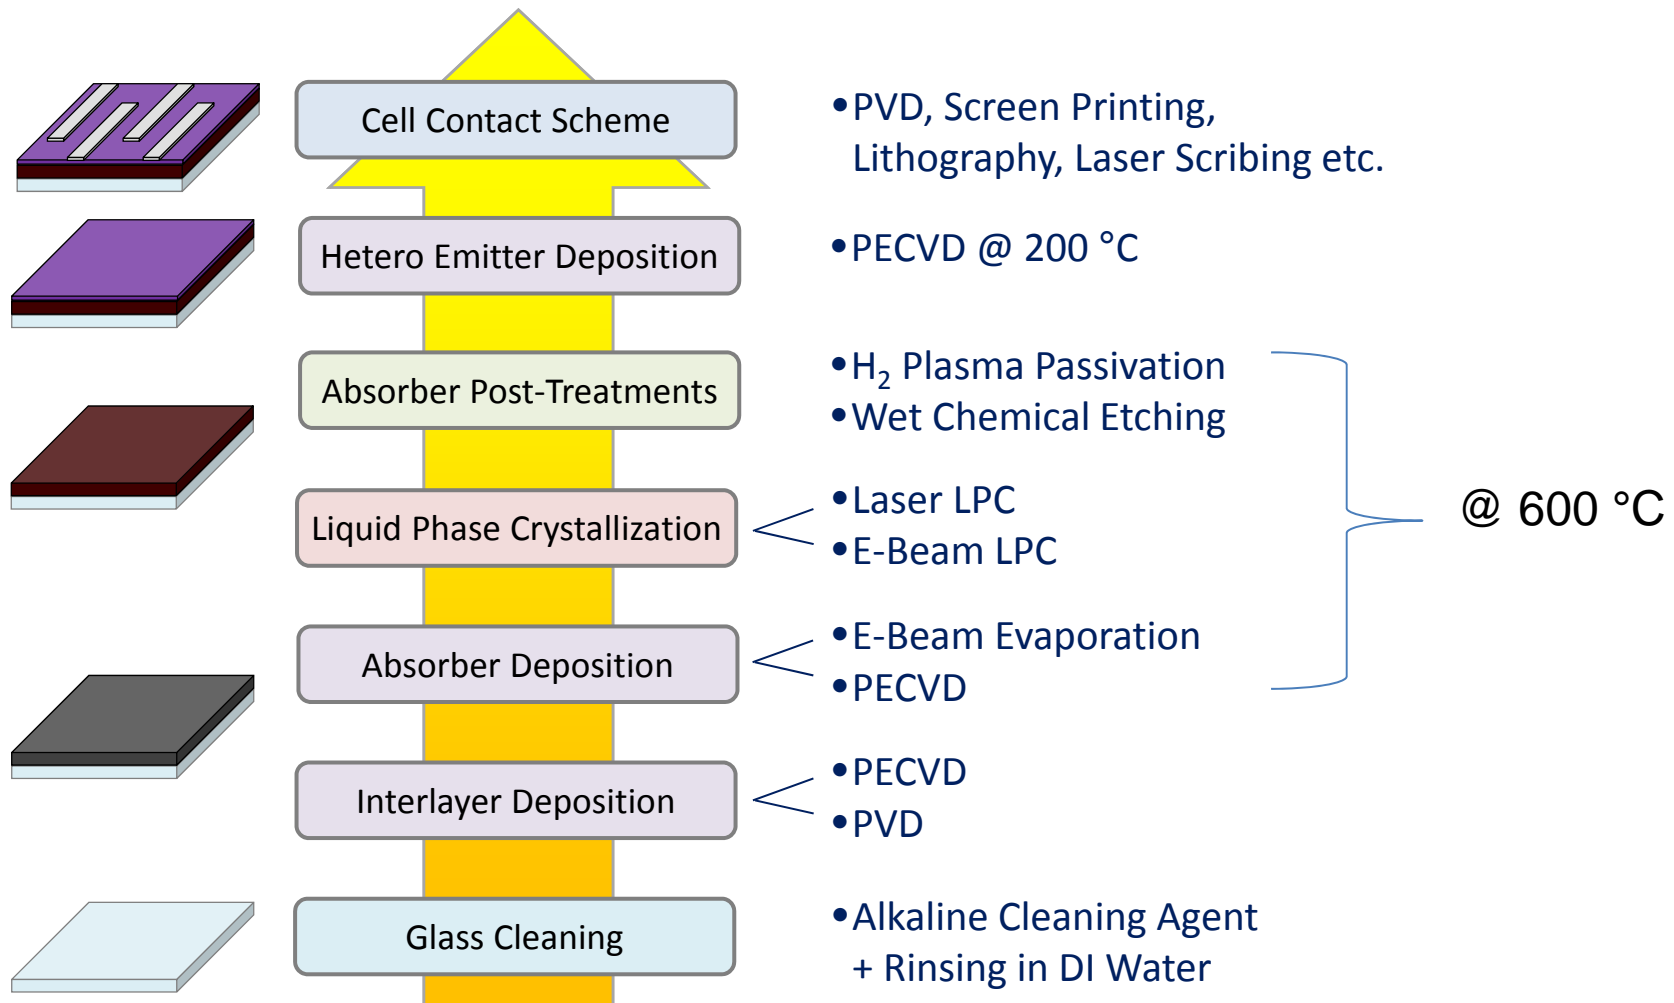 Cell Contact Scheme
•PVD, Screen Printing,
Lithography, Laser Scribing etc.
Hetero Emitter Deposition
•PECVD @ 200 °C
Absorber Post-Treatments
•H₂ Plasma Passivation
•Wet Chemical Etching
Liquid Phase Crystallization
•Laser LPC
•E-Beam LPC
@ 600 °C
Absorber Deposition
•E-Beam Evaporation
•PECVD
Interlayer Deposition
•PECVD
•PVD
Glass Cleaning
•Alkaline Cleaning Agent
+ Rinsing in DI Water